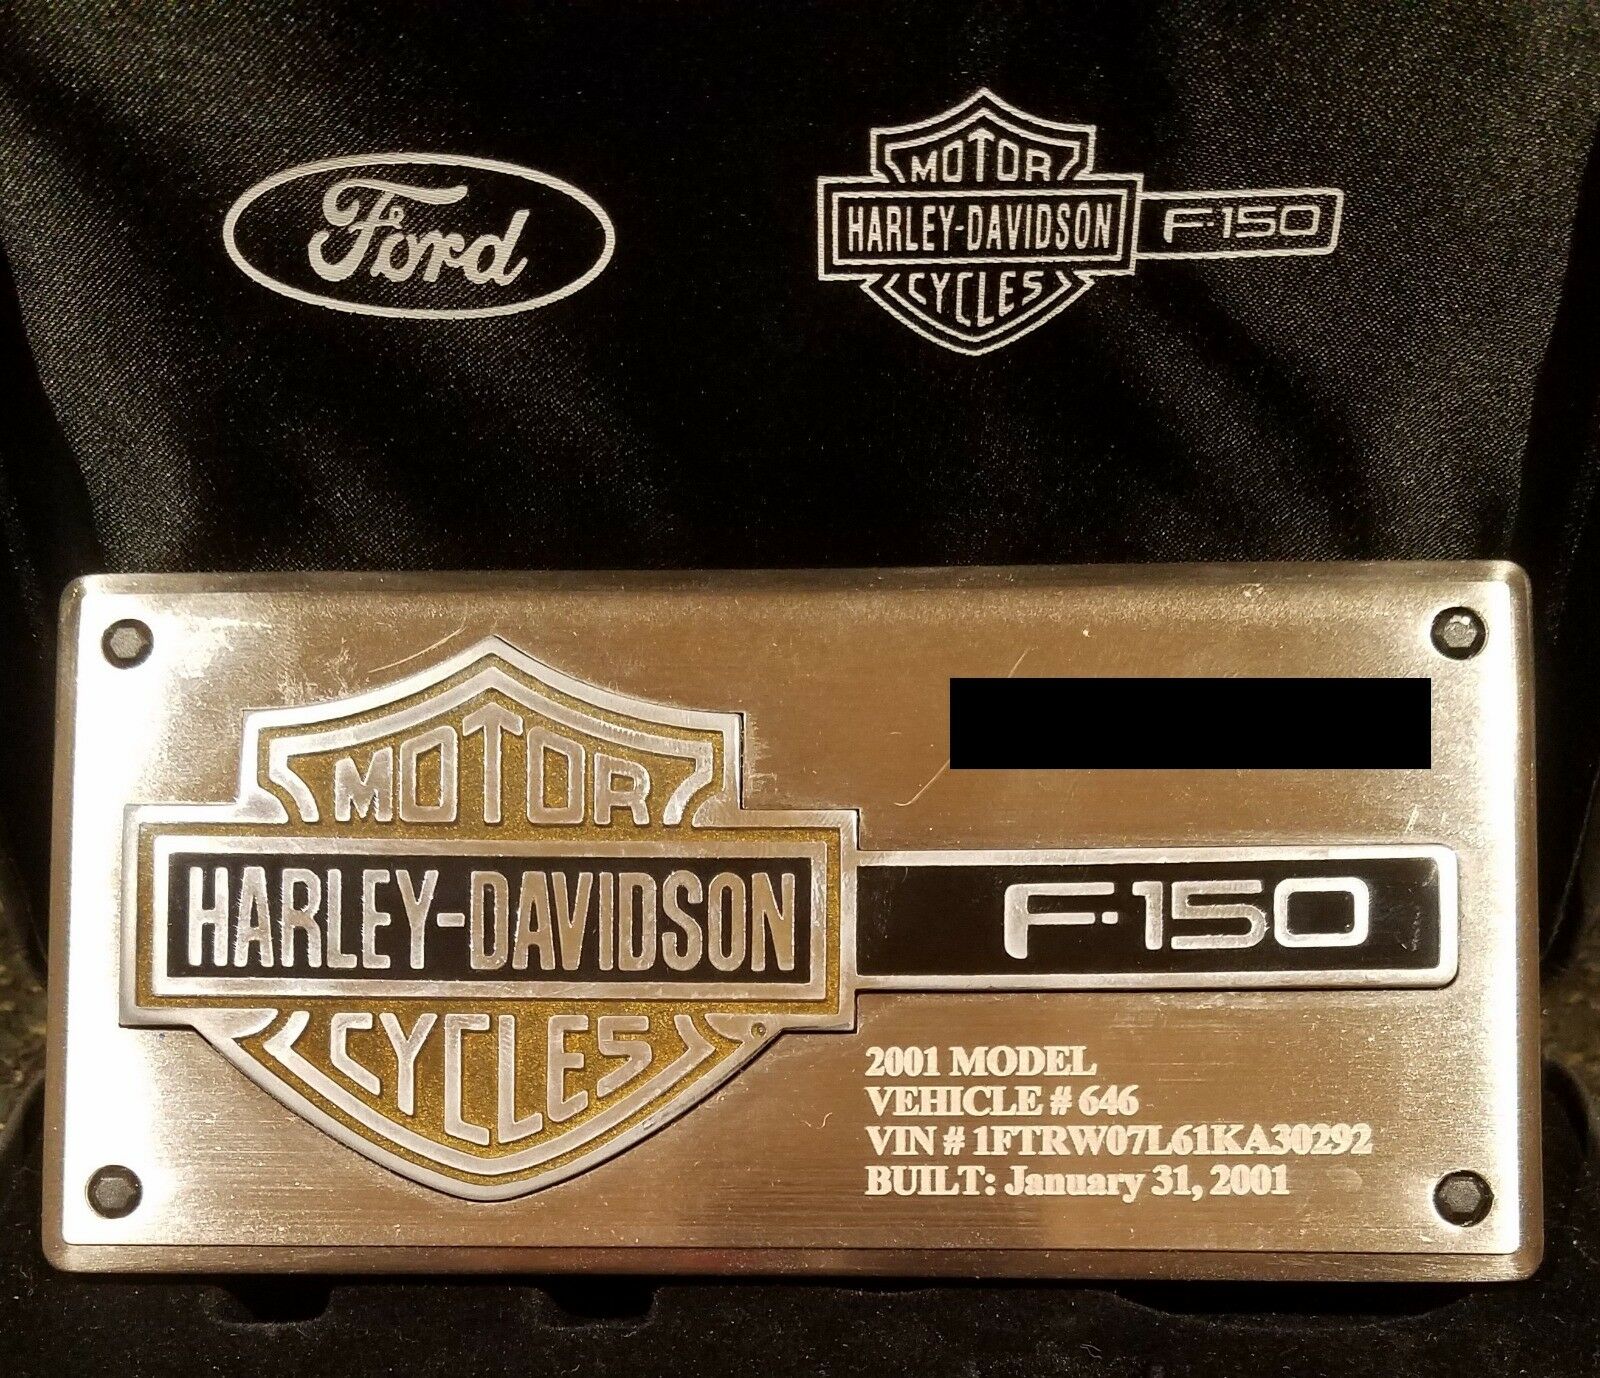 Ford
MOTOR
HARLEY-DAVIDSON F-150
CYCLES
MOTOR
HARLEY-DAVIDSON F-150
CYCLES
2001 MODEL
VEHICLE # 646
VIN # 1FTRW07L61KA30292
BUILT: January 31, 2001